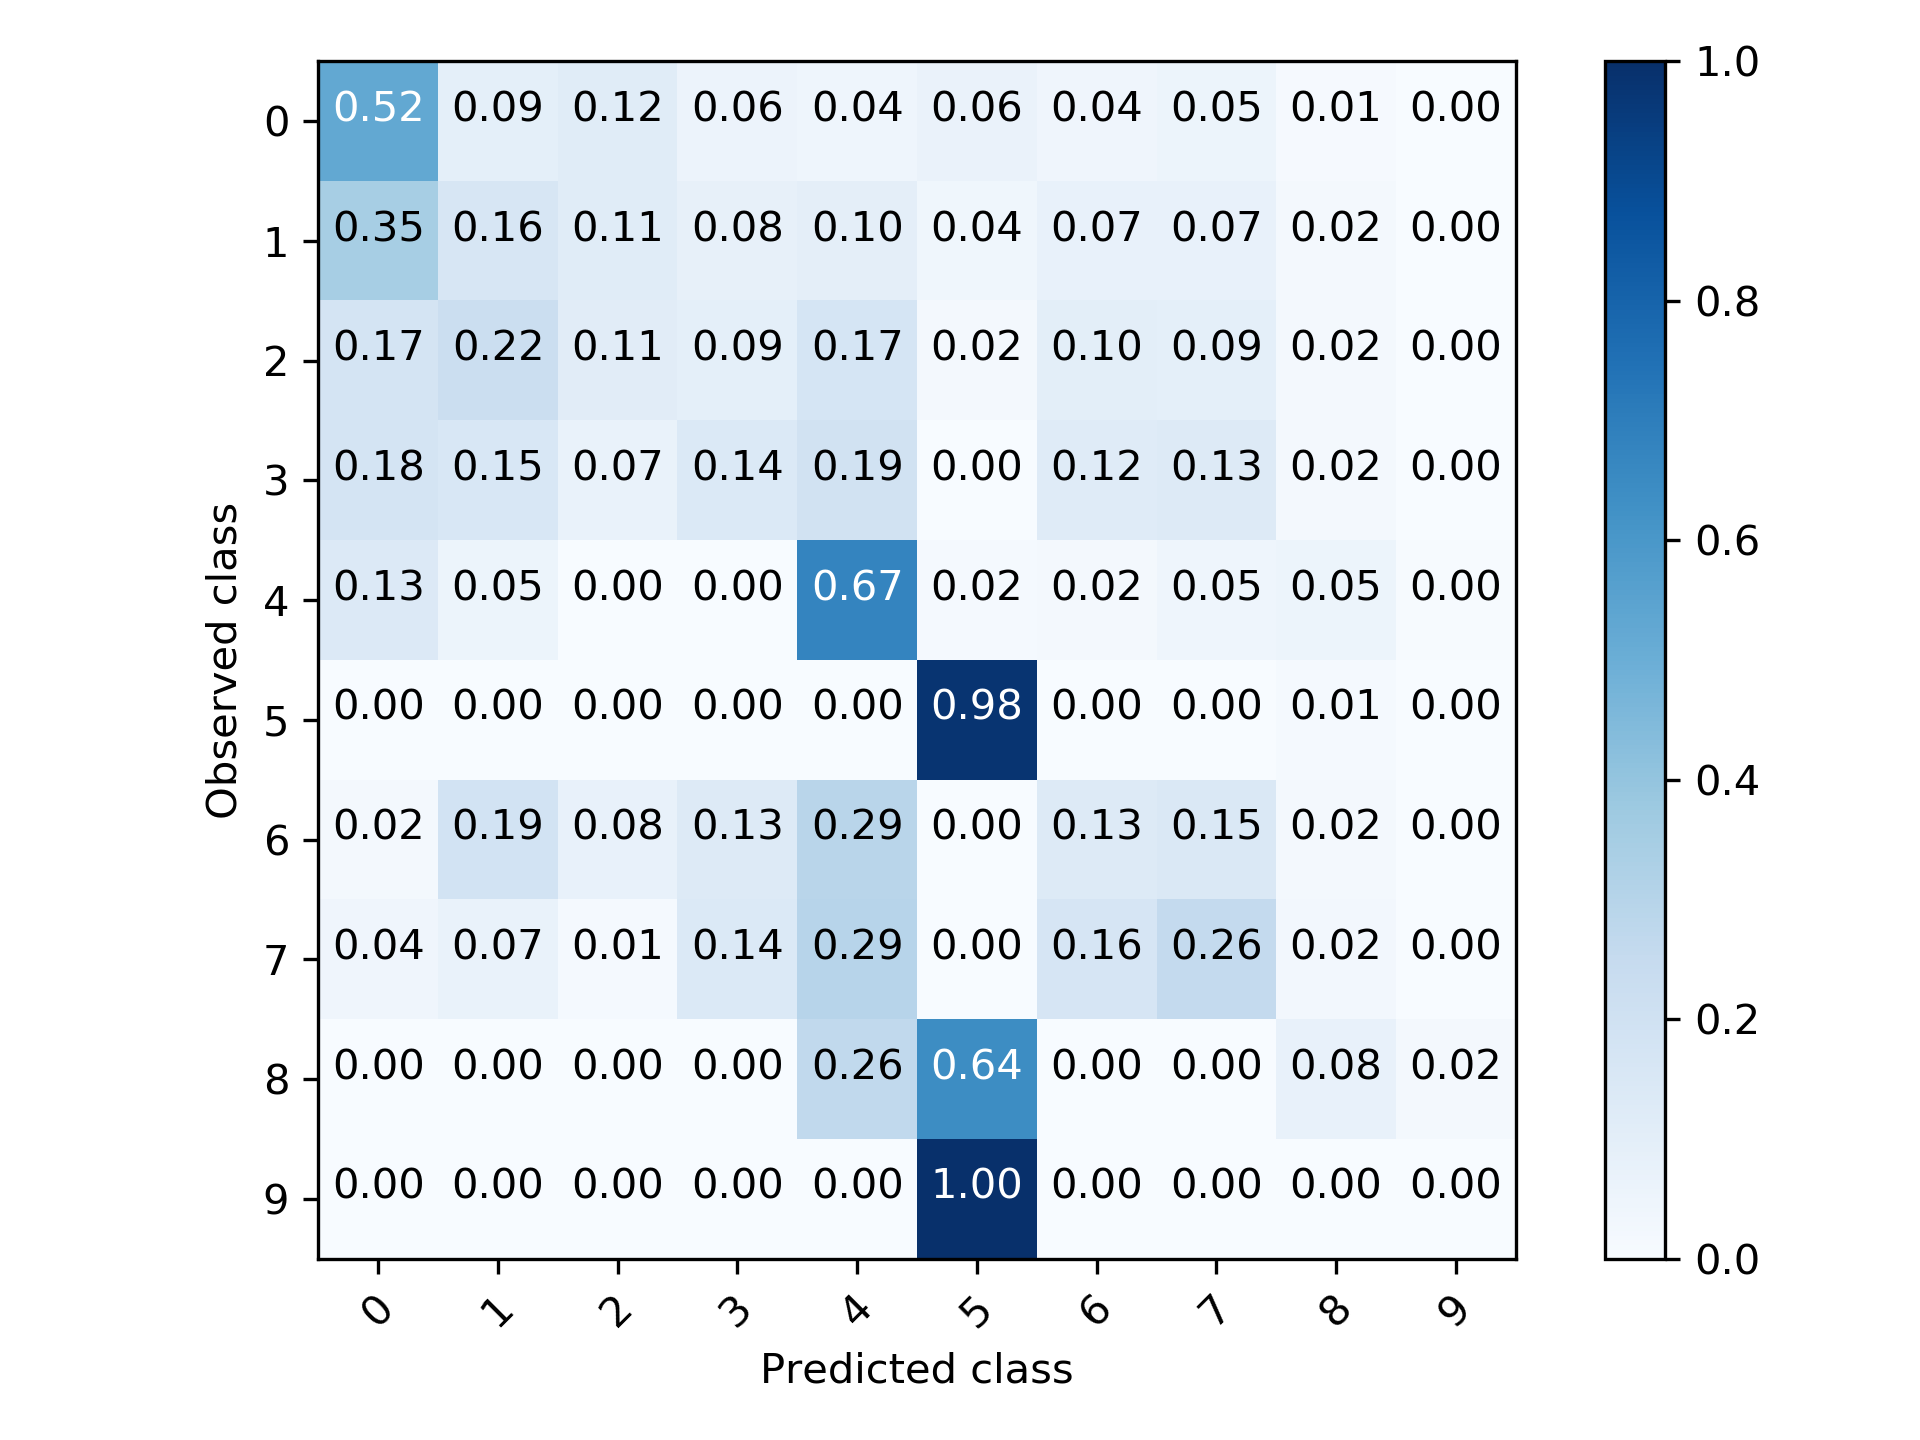 0 0.52 0.09 0.12 0.06 0.04 0.06 0.04 0.05 0.01 0.00
1 0.35 0.16 0.11 0.08 0.10 0.04 0.07 0.07 0.02 0.00
2 0.17 0.22 0.11 0.09 0.17 0.02 0.10 0.09 0.02 0.00
3 0.18 0.15 0.07 0.14 0.19 0.00 0.12 0.13 0.02 0.00
4 0.13 0.05 0.00 0.00 0.67 0.02 0.02 0.05 0.05 0.00
5 0.00 0.00 0.00 0.00 0.00 0.98 0.00 0.00 0.01 0.00
6 0.02 0.19 0.08 0.13 0.29 0.00 0.13 0.15 0.02 0.00
7 0.04 0.07 0.01 0.14 0.29 0.00 0.16 0.26 0.02 0.00
8 0.00 0.00 0.00 0.00 0.26 0.64 0.00 0.00 0.08 0.02
9 0.00 0.00 0.00 0.00 0.00 1.00 0.00 0.00 0.00 0.00
0 1 2 3 4 5 6 7 8 9
Predicted class
Observed class
1.0
0.8
0.6
0.4
0.2
0.0